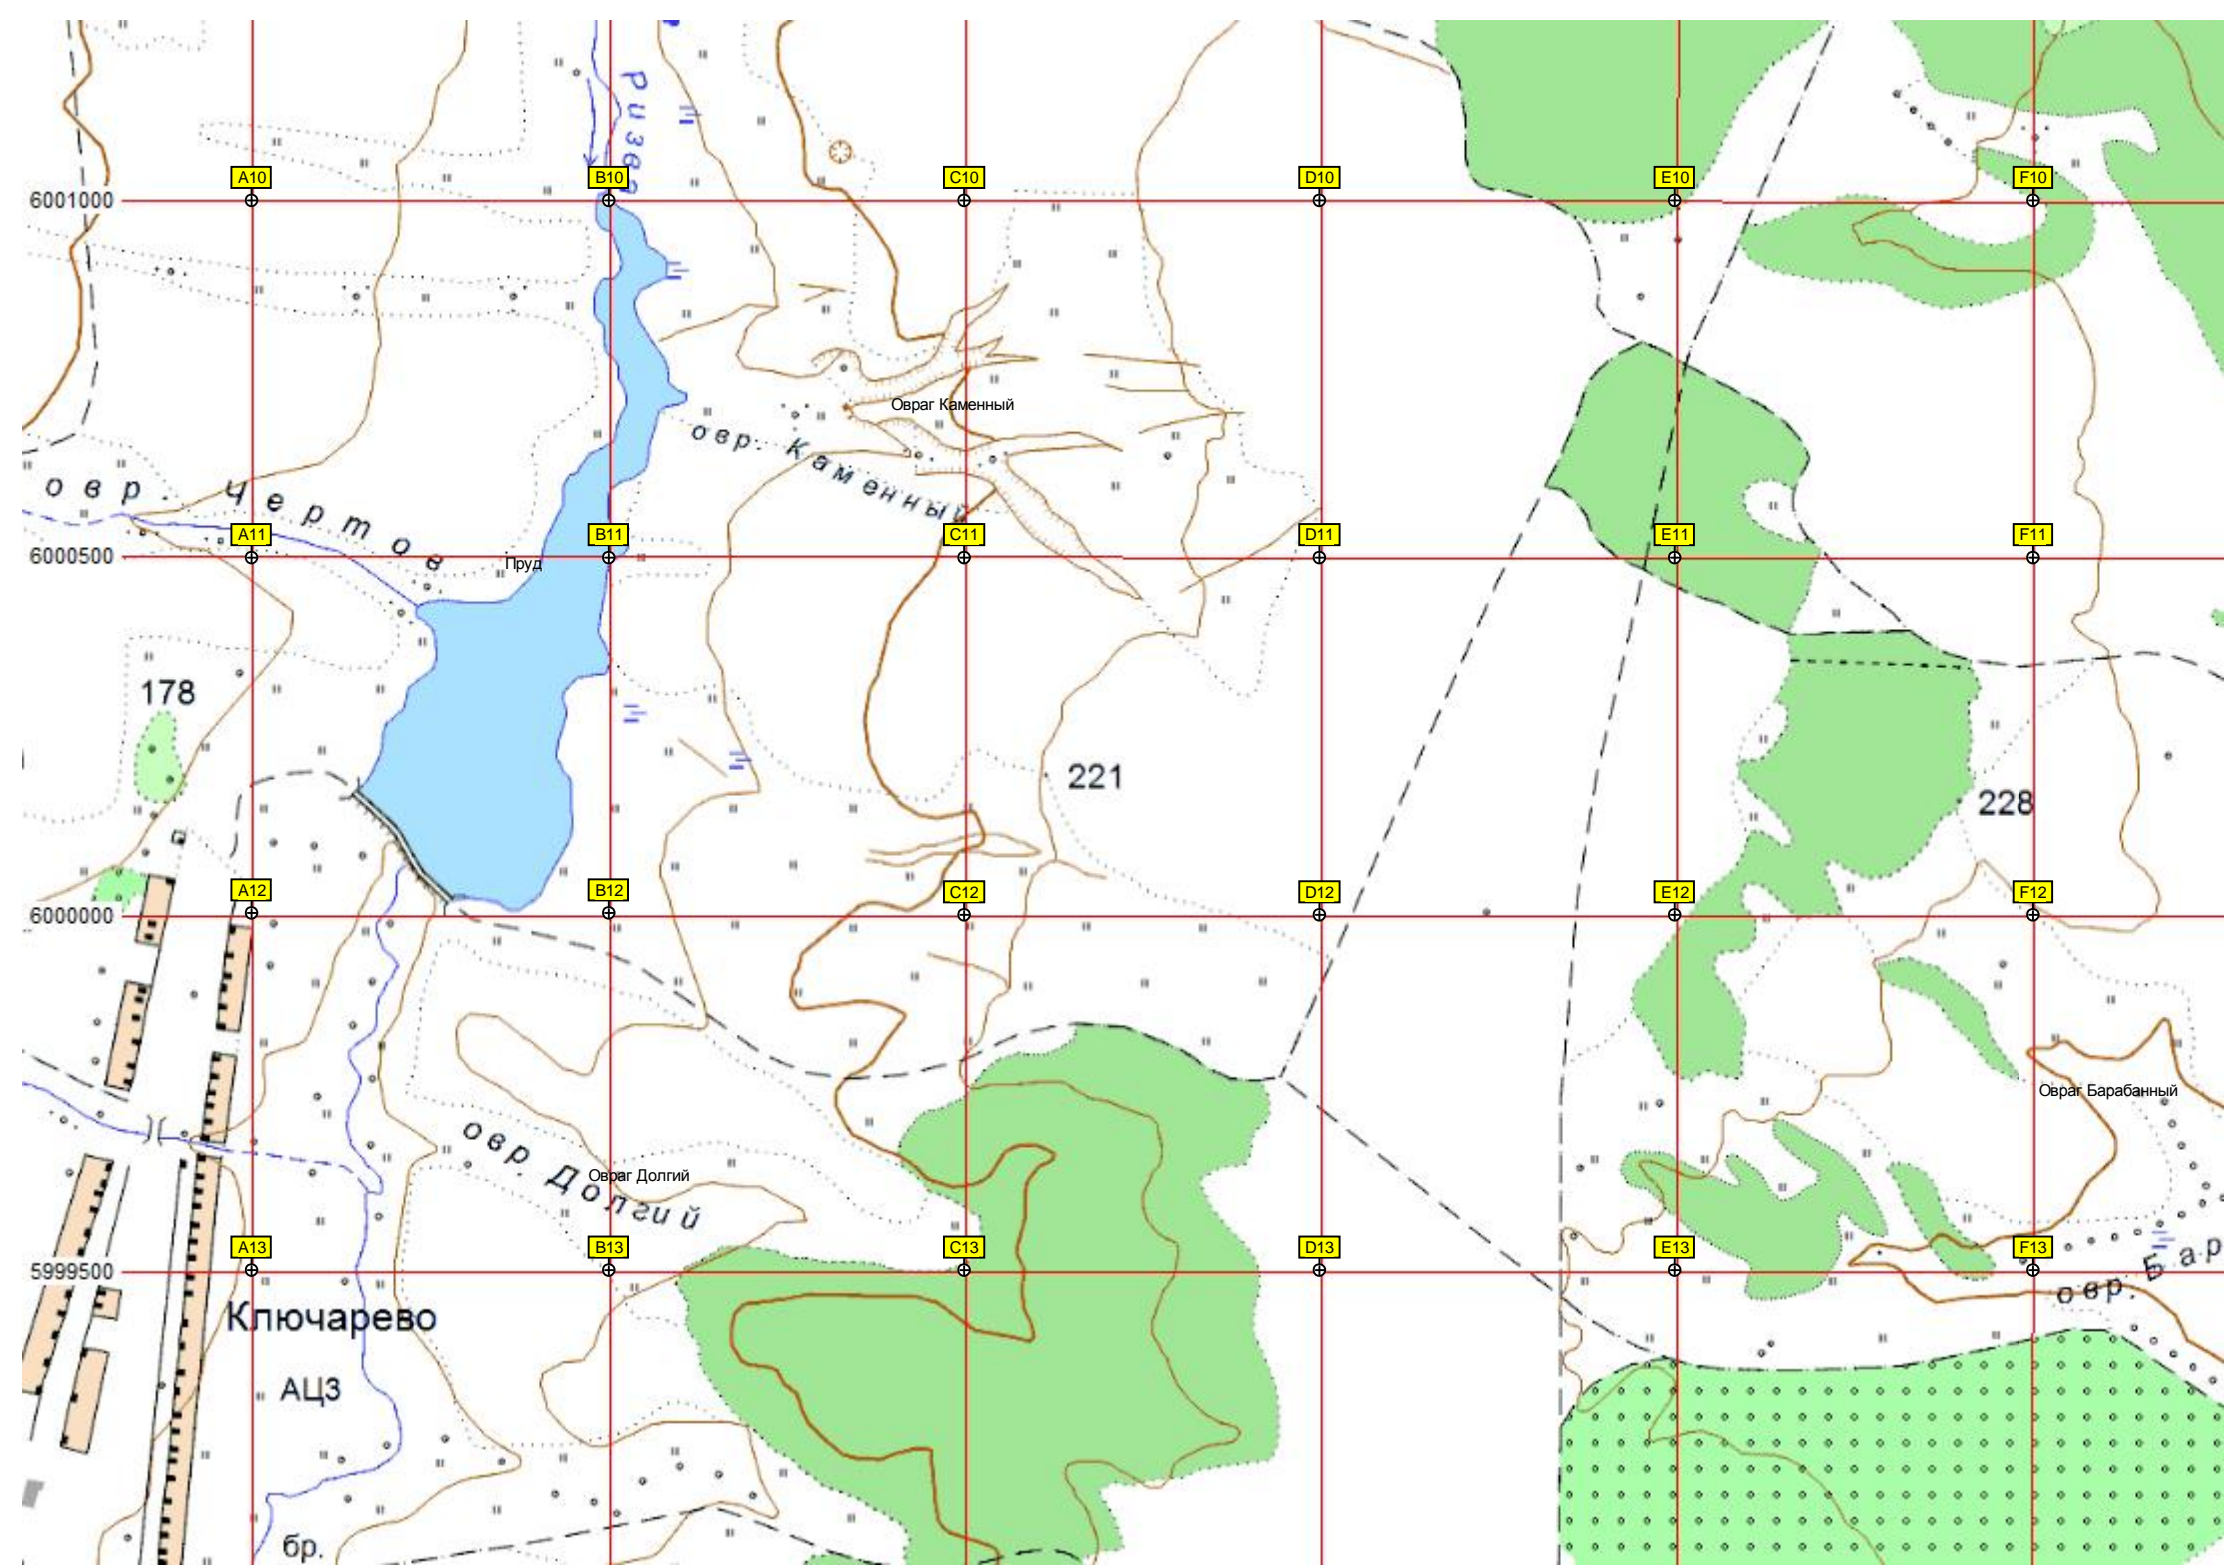 Ризва
A10
B10
C10
D10
E10
F10
6001000
Овраг Каменный
овр. Каменный
овр. Чертов
A11
B11
C11
D11
E11
F11
6000500
Пруд
178
221
228
A12
B12
C12
D12
E12
F12
6000000
Овраг Барабанный
овр. Долгий
Овраг Долгий
A13
B13
C13
D13
E13
F13
5999500
овр. Бар
Ключарево
АЦЗ
бр.